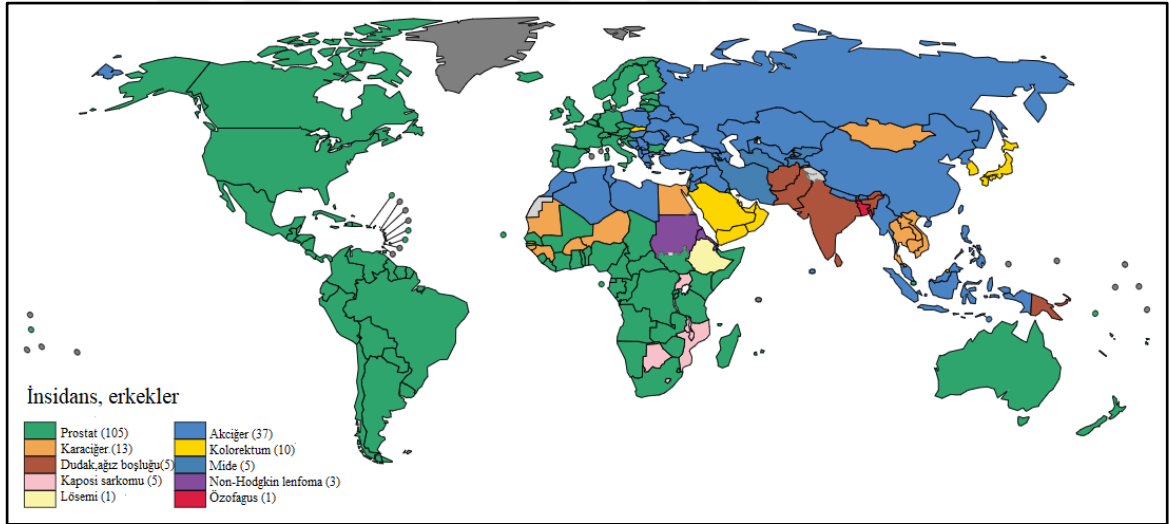 İnsidans, erkekler
Prostat (105)
Karaciğer.(13)
Dudak,ağız boşluğu(5)
Kaposi sarkomu (5)
Lösemi (1)
Akciğer (37)
Kolorektum (10)
Mide (5)
Non-Hodgkin lenfoma (3)
Özofagus (1)